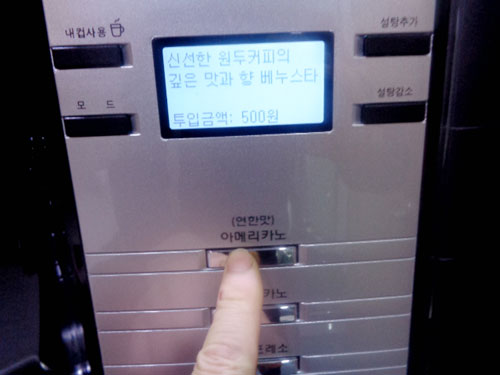 내컵사용
설탕추가
신선한 원두커피의
깊은 맛과 향 베누스타
투입금액: 500원
모 드
설탕감소
(연한맛)
아메리카노
카노
프레소